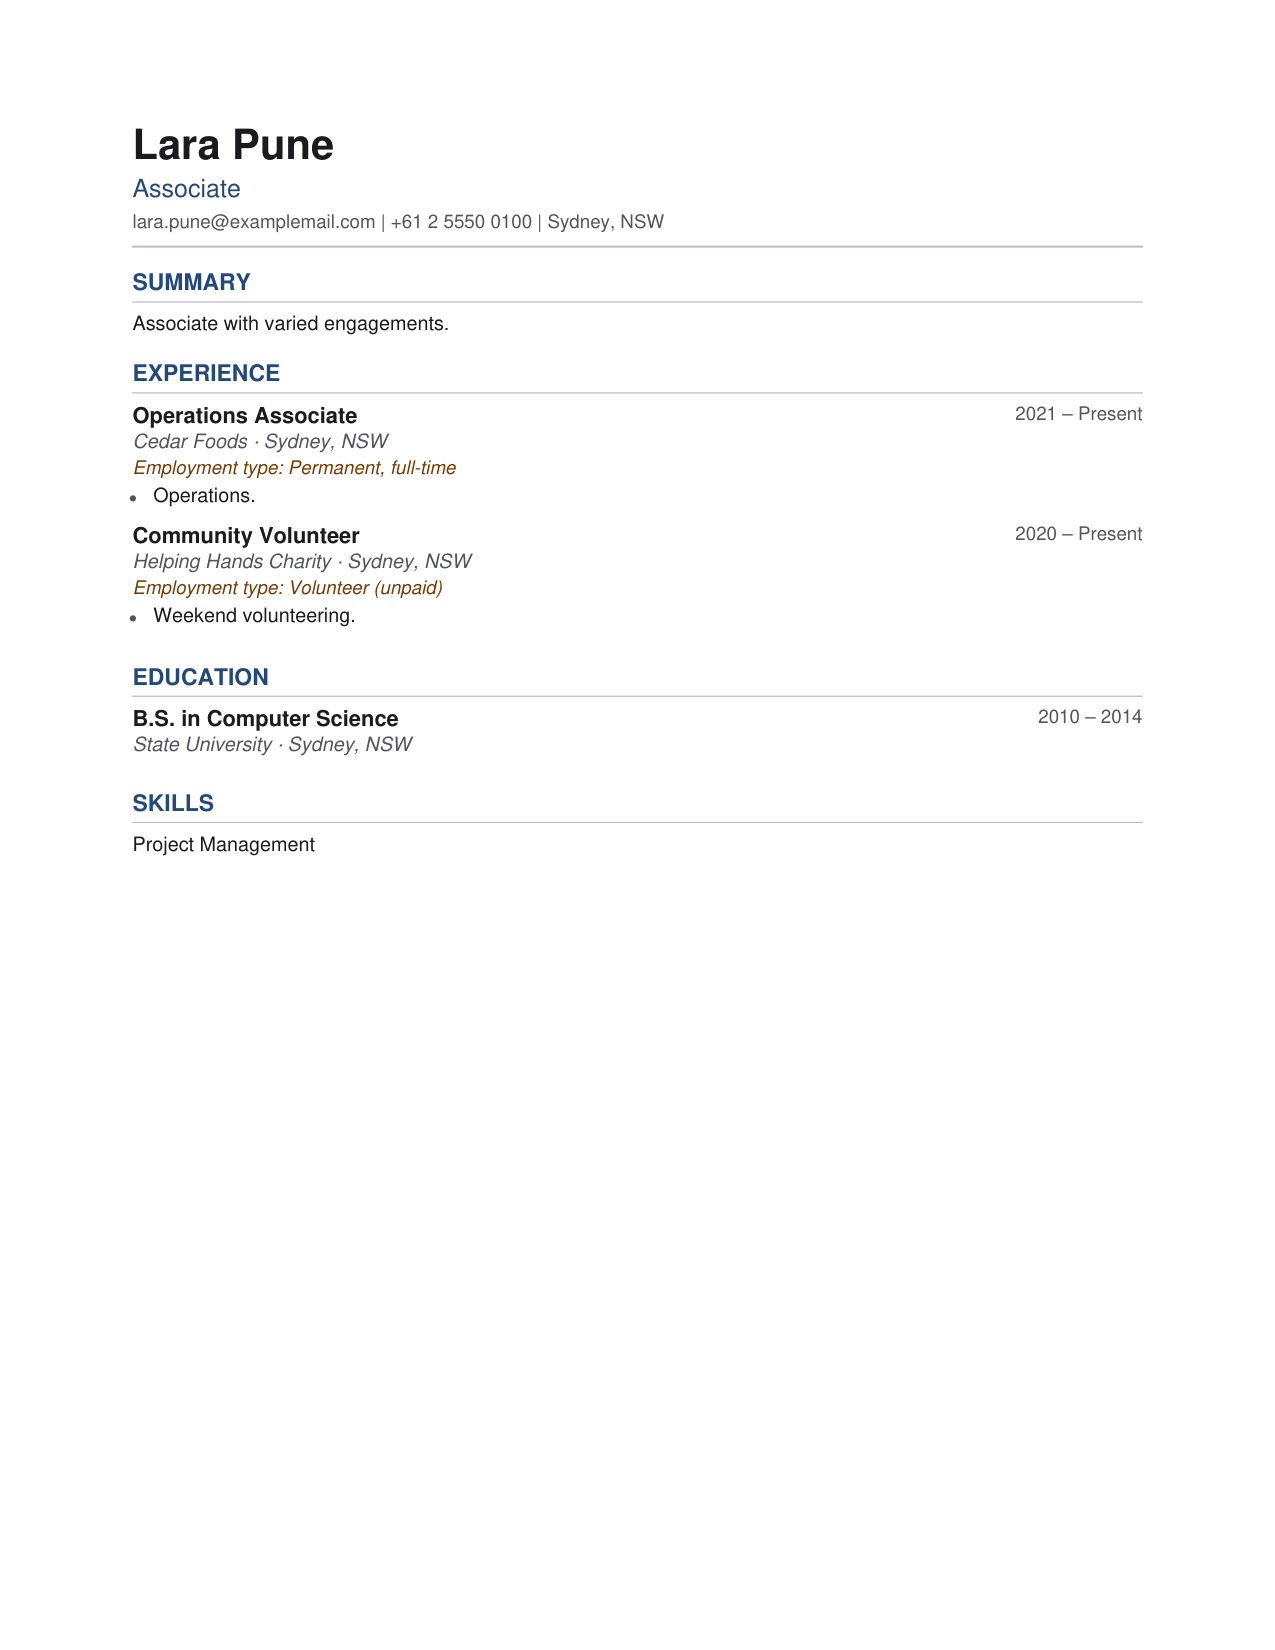 Lara Pune
Associate
lara.pune@examplemail.com | +61 2 5550 0100 | Sydney, NSW
SUMMARY
Associate with varied engagements.
EXPERIENCE
Operations Associate 2021 – Present
Cedar Foods · Sydney, NSW
Employment type: Permanent, full-time
• Operations.
Community Volunteer 2020 – Present
Helping Hands Charity · Sydney, NSW
Employment type: Volunteer (unpaid)
• Weekend volunteering.
EDUCATION
B.S. in Computer Science 2010 – 2014
State University · Sydney, NSW
SKILLS
Project Management